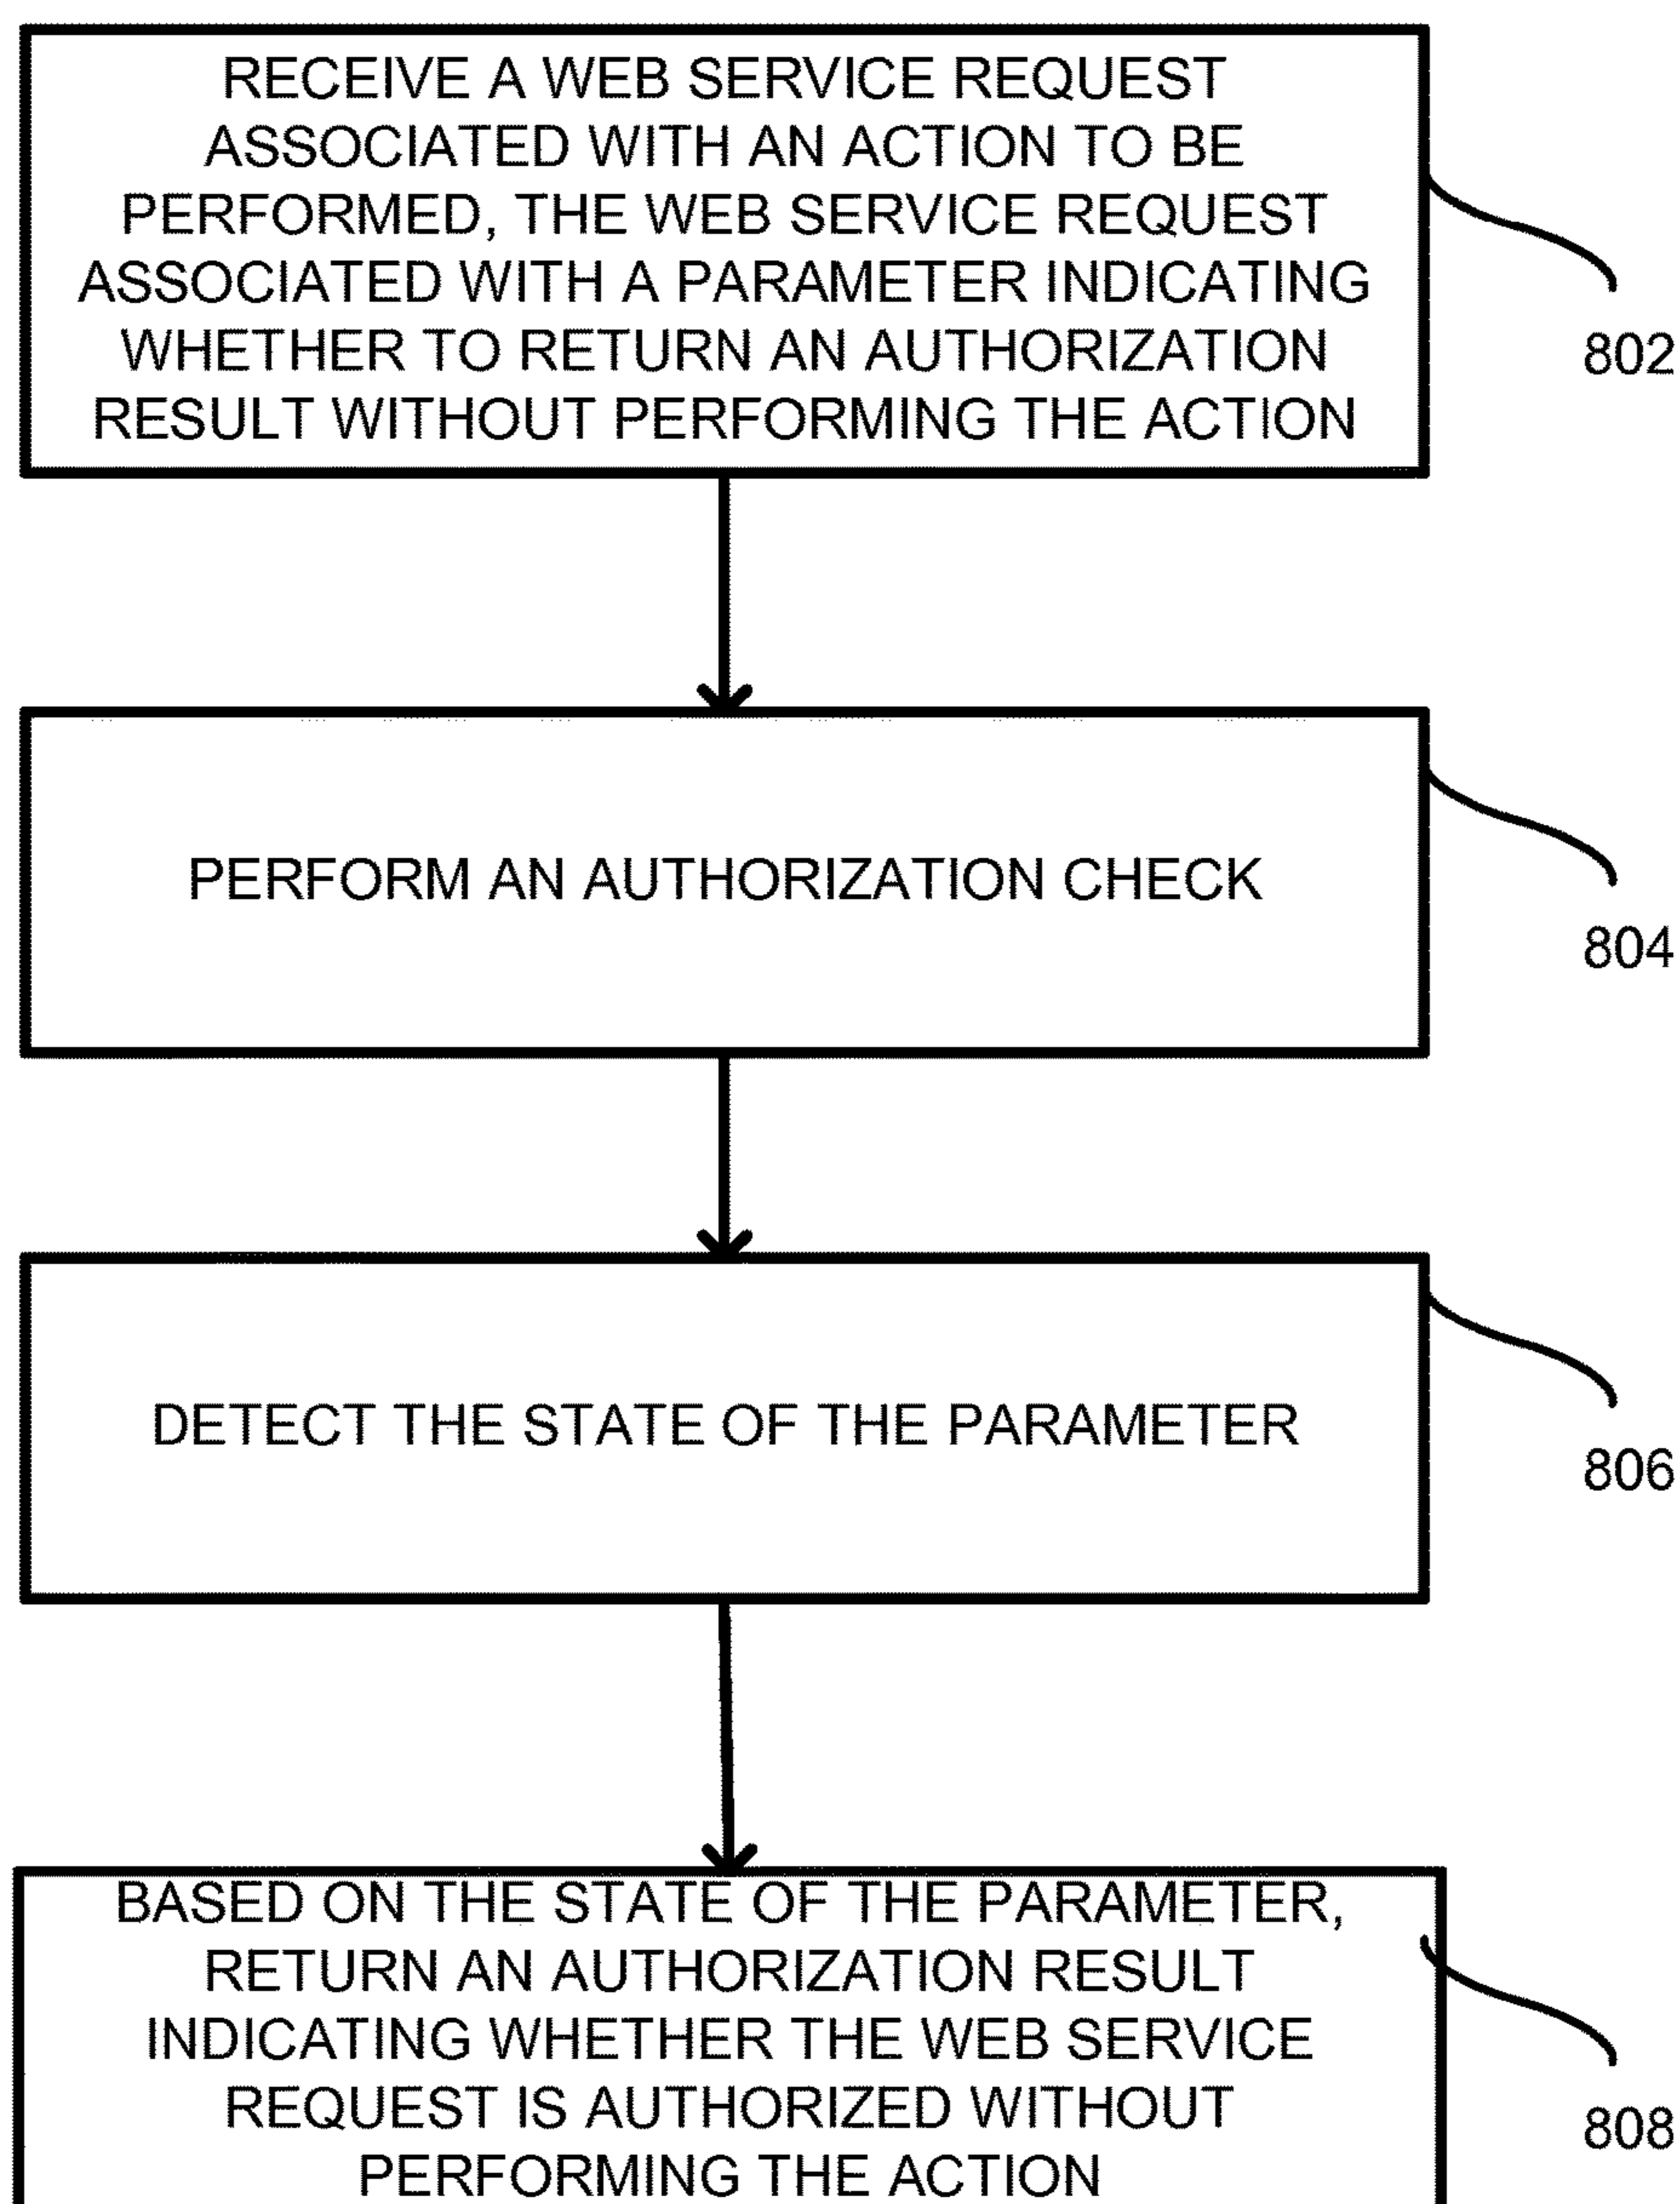 RECEIVE A WEB SERVICE REQUEST
ASSOCIATED WITH AN ACTION TO BE
PERFORMED, THE WEB SERVICE REQUEST
ASSOCIATED WITH A PARAMETER INDICATING
WHETHER TO RETURN AN AUTHORIZATION
RESULT WITHOUT PERFORMING THE ACTION
802
PERFORM AN AUTHORIZATION CHECK
804
DETECT THE STATE OF THE PARAMETER
806
BASED ON THE STATE OF THE PARAMETER,
RETURN AN AUTHORIZATION RESULT
INDICATING WHETHER THE WEB SERVICE
REQUEST IS AUTHORIZED WITHOUT
PERFORMING THE ACTION
808